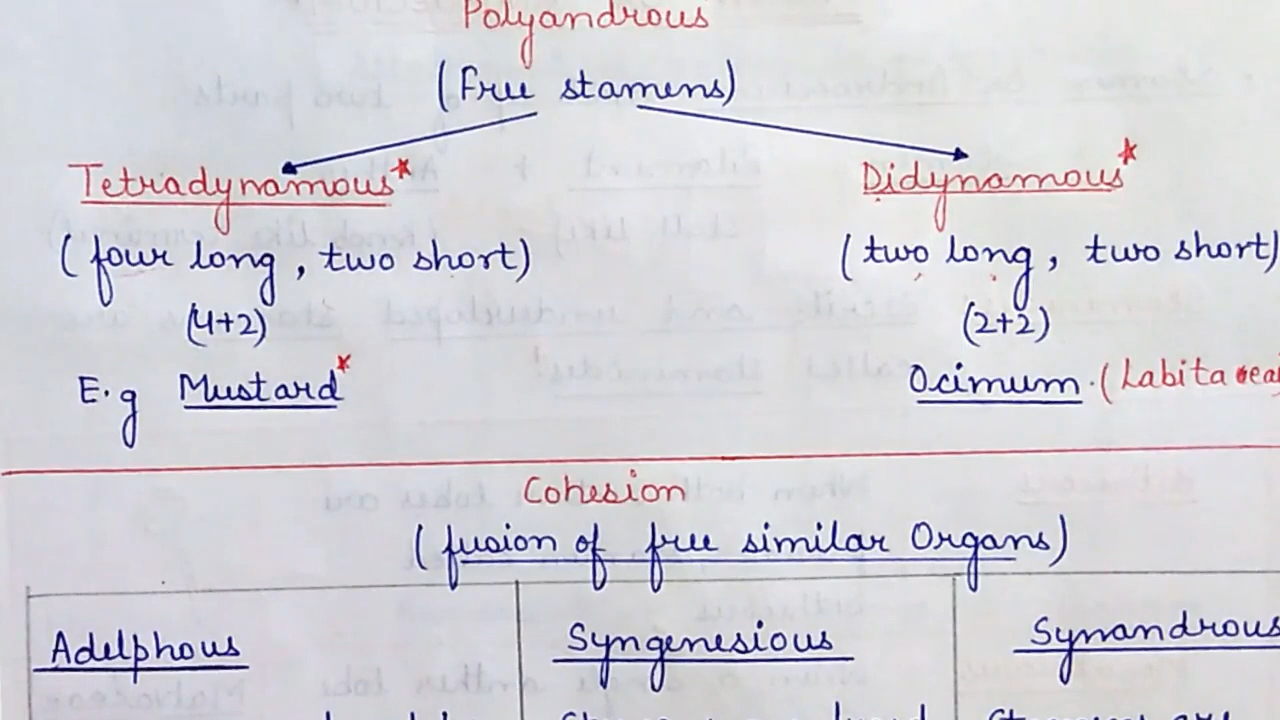 Polyandrous
(Free stamens)
Tetradynamous*
Didynamous*
(four long, two short)
(two long, two short)
(4+2)
(2+2)
E.g Mustard*
Ocimum. (Labita
Cohesion
(fusion of free similar Organs)
Adelphous
Syngenesious
Synandrous